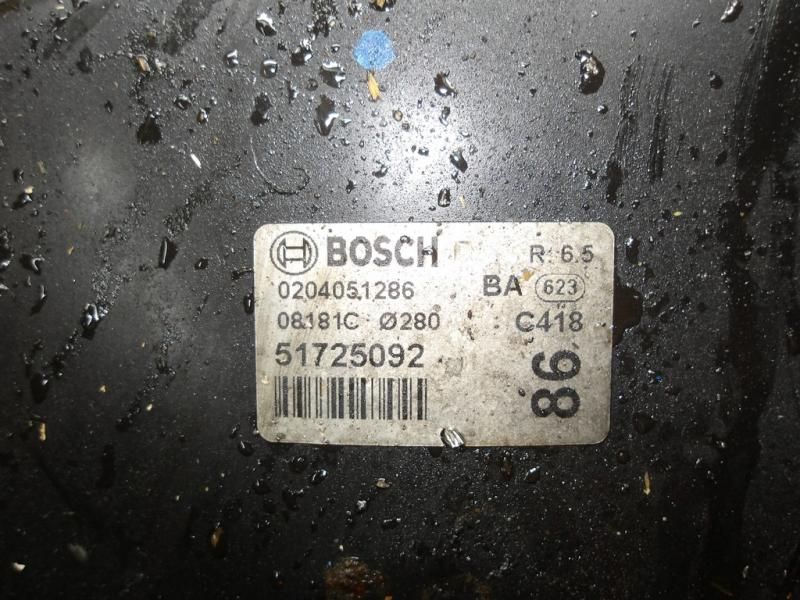 BOSCH R: 6.5
0204051286 BA 623
08181C Ø280 C418
51725092
86